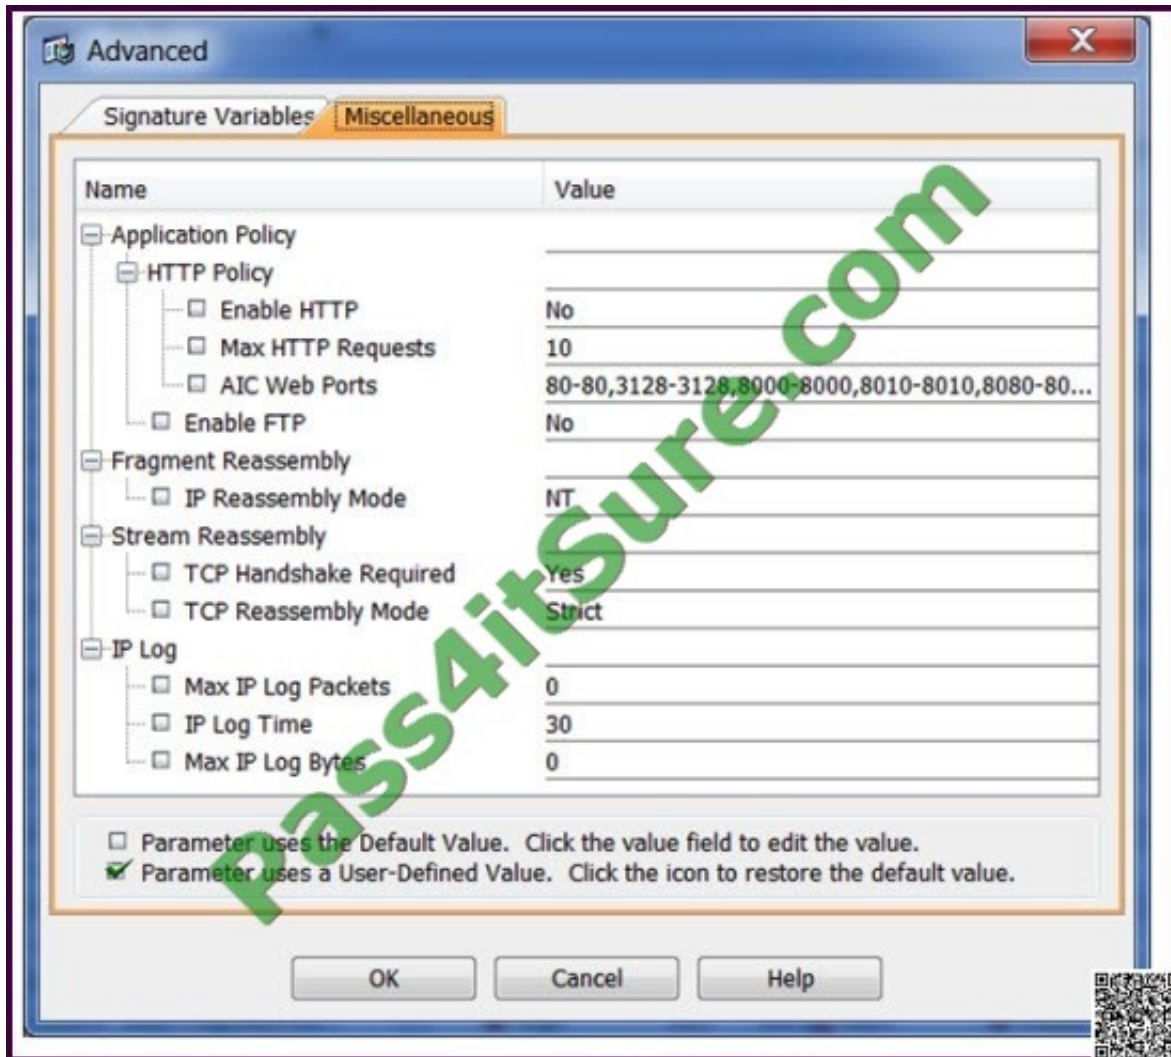 Advanced
Signature Variables Miscellaneous
Name Value
Application Policy
HTTP Policy
Enable HTTP No
Max HTTP Requests 10
AIC Web Ports 80-80,3128-3128,8000-8000,8010-8010,8080-80...
Enable FTP No
Fragment Reassembly
IP Reassembly Mode NT
Stream Reassembly
TCP Handshake Required Yes
TCP Reassembly Mode Strict
IP Log
Max IP Log Packets 0
IP Log Time 30
Max IP Log Bytes 0
Parameter uses the Default Value. Click the value field to edit the value.
Parameter uses a User-Defined Value. Click the icon to restore the default value.
OK Cancel Help
Pass4itSure.com